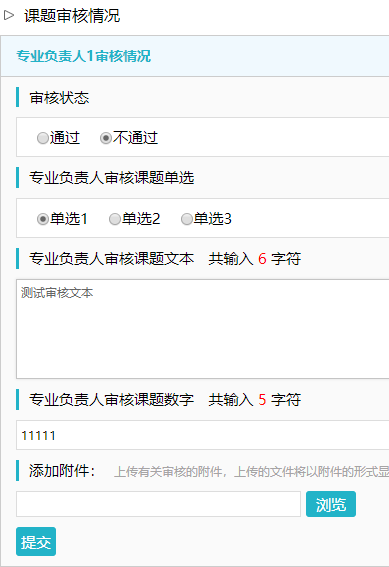 课题审核情况
专业负责人1审核情况
审核状态
通过 不通过
专业负责人审核课题单选
单选1 单选2 单选3
专业负责人审核课题文本 共输入 6 字符
测试审核文本
专业负责人审核课题数字 共输入 5 字符
11111
添加附件： 上传有关审核的附件，上传的文件将以附件的形式显
浏览
提交